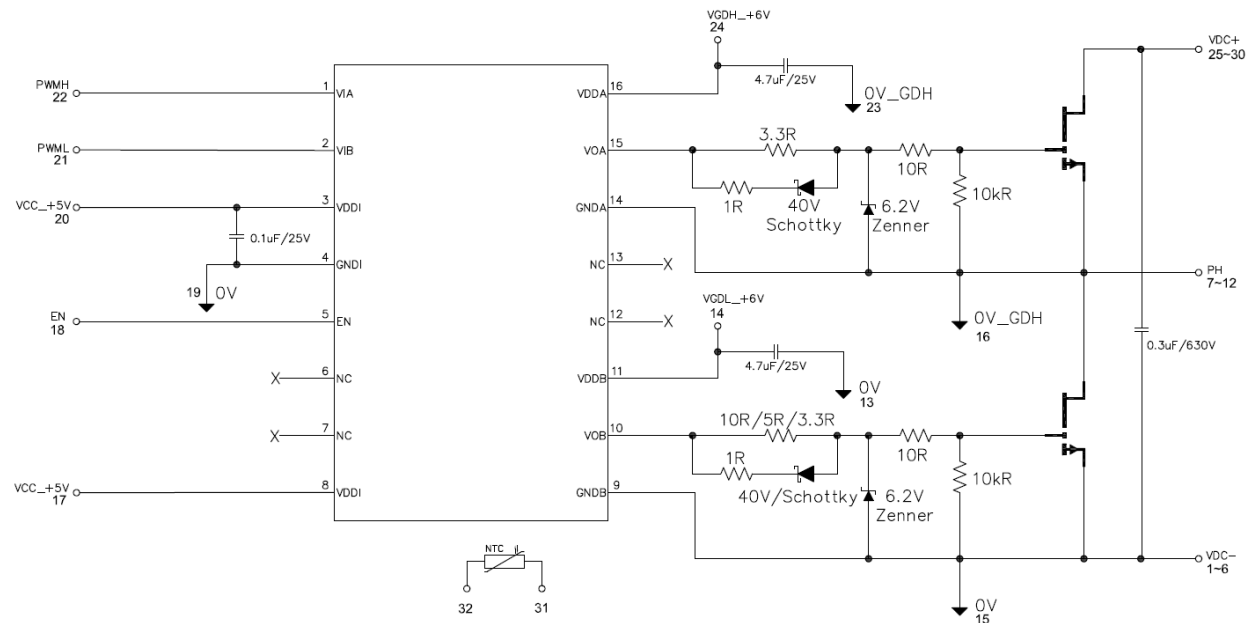 VGDH_+6V
24
VDC+
25~30
4.7uF/25V
0V_GDH
23
PWMH
22
1
VIA
VDDA
16
PWML
21
2
VIB
VOA
15
3.3R
10R
1R
40V
Schottky
6.2V
Zenner
10kR
VCC_+5V
20
3
VDDI
GNDA
14
0.1uF/25V
4
GNDI
NC
13
X
PH
7~12
19
0V
VGDL_+6V
14
0V_GDH
16
EN
18
5
EN
NC
12
X
0.3uF/630V
4.7uF/25V
0V
13
X
6
NC
VDDB
11
10R/5R/3.3R
X
7
NC
VOB
10
10R
1R
40V/Schottky
6.2V
Zenner
10kR
VCC_+5V
17
8
VDDI
GNDB
9
NTC
32
31
VDC-
1~6
0V
15